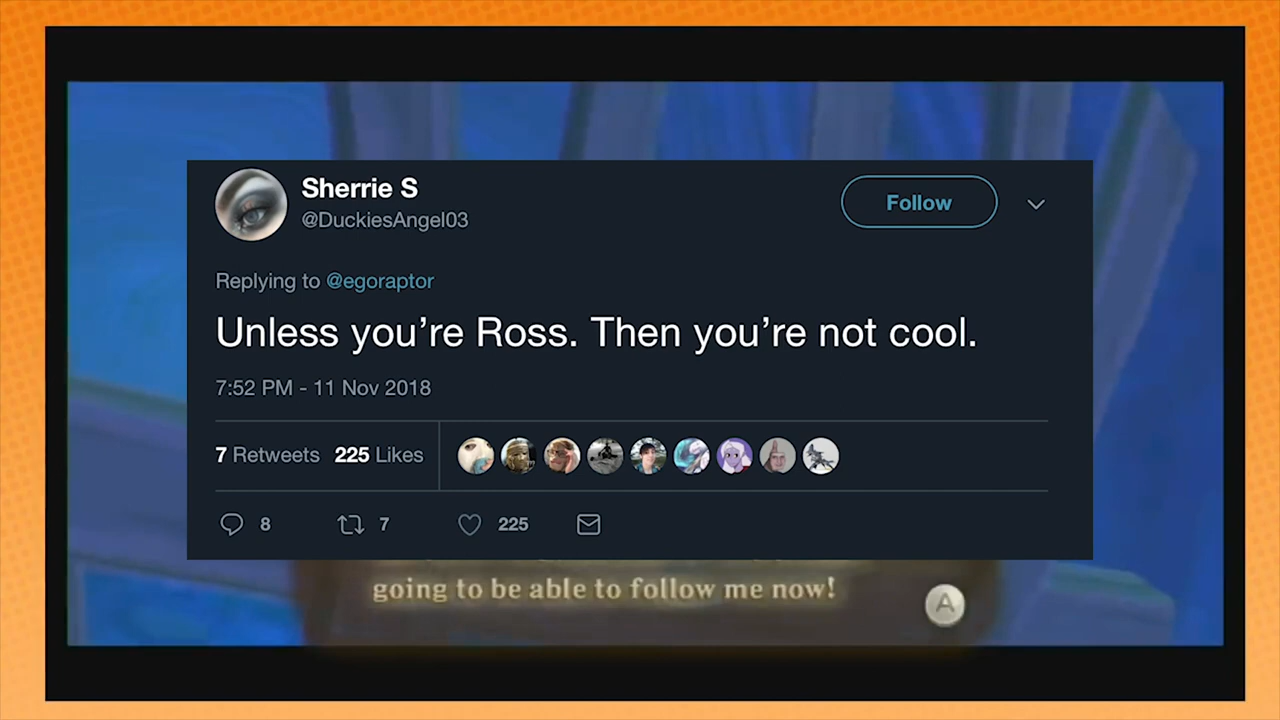 Sherrie S
@DuckiesAngel03
Follow
Replying to @egoraptor
Unless you’re Ross. Then you’re not cool.
7:52 PM - 11 Nov 2018
7 Retweets 225 Likes
8 7 225
going to be able to follow me now!
A